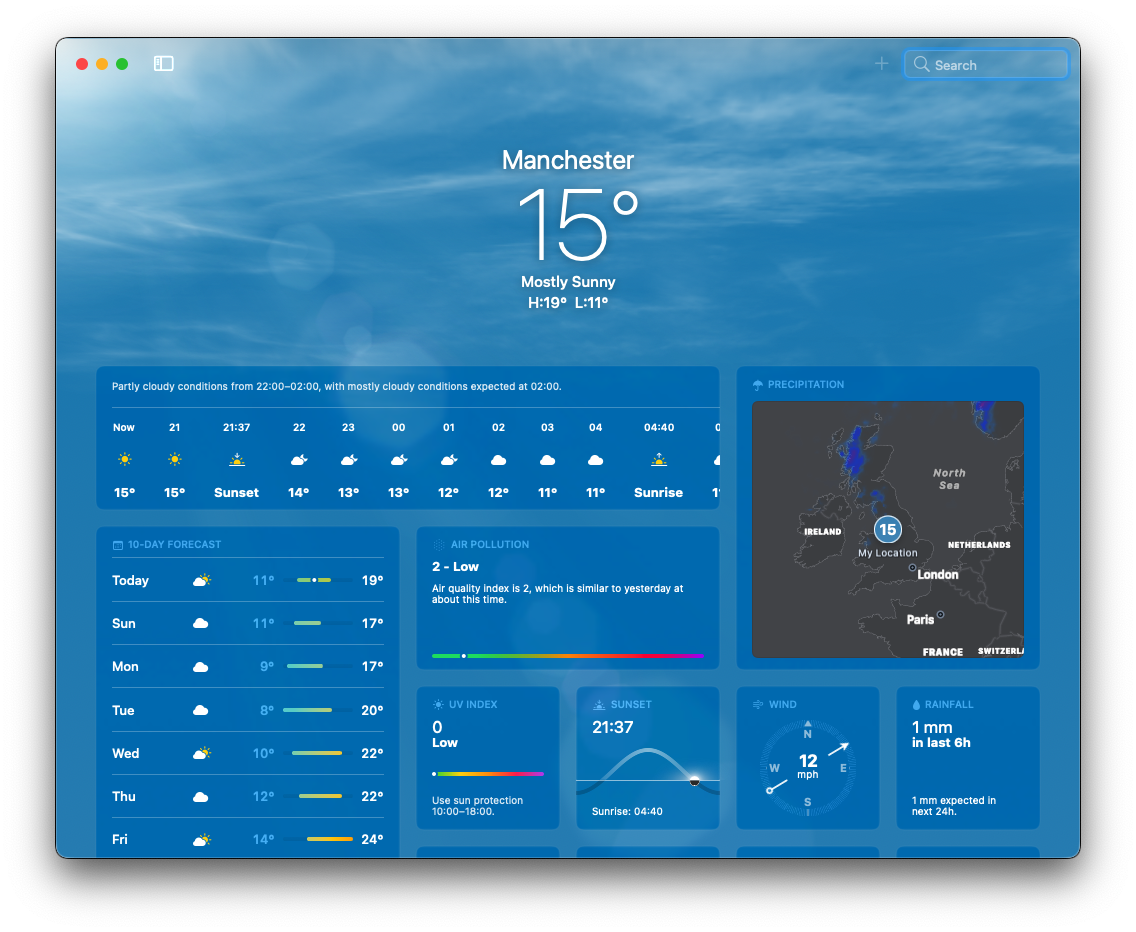 Search
Manchester
15°
Mostly Sunny
H:19° L:11°
Partly cloudy conditions from 22:00–02:00, with mostly cloudy conditions expected at 02:00.
Now 21 21:37 22 23 00 01 02 03 04 04:40
15° 15° Sunset 14° 13° 13° 12° 12° 11° 11° Sunrise
PRECIPITATION
North
Sea
IRELAND
15
My Location
NETHERLANDS
London
Paris
FRANCE
SWITZERLA
10-DAY FORECAST
Today 11° 19°
Sun 11° 17°
Mon 9° 17°
Tue 8° 20°
Wed 10° 22°
Thu 12° 22°
Fri 14° 24°
AIR POLLUTION
2 - Low
Air quality index is 2, which is similar to yesterday at
about this time.
UV INDEX
0
Low
Use sun protection
10:00–18:00.
SUNSET
21:37
Sunrise: 04:40
WIND
N
W E
S
12
mph
RAINFALL
1 mm
in last 6h
1 mm expected in
next 24h.